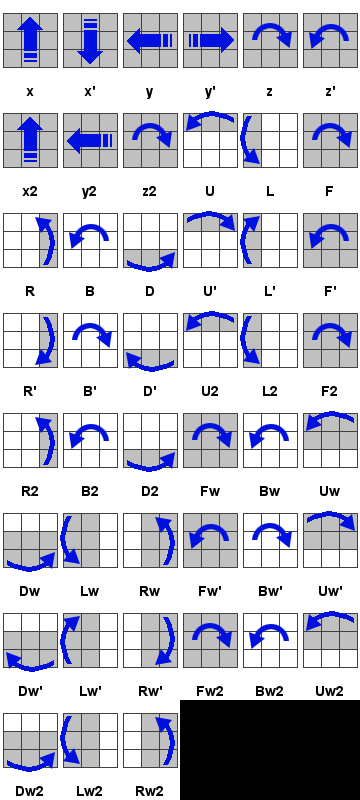 x x' y y' z z'
x2 y2 z2 U L F
R B D U' L' F'
R' B' D' U2 L2 F2
R2 B2 D2 Fw Bw Uw
Dw Lw Rw Fw' Bw' Uw'
Dw' Lw' Rw' Fw2 Bw2 Uw2
Dw2 Lw2 Rw2